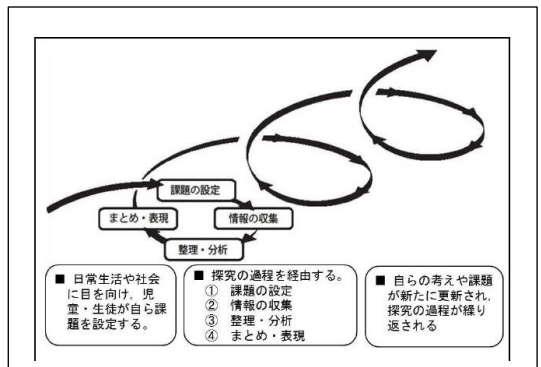 課題の設定
まとめ・表現
情報の収集
整理・分析
■ 日常生活や社会
に目を向け，児
童・生徒が自ら課
題を設定する。
■ 探究の過程を経由する。
① 課題の設定
② 情報の収集
③ 整理・分析
④ まとめ・表現
■ 自らの考えや課題
が新たに更新され，
探究の過程が繰り
返される